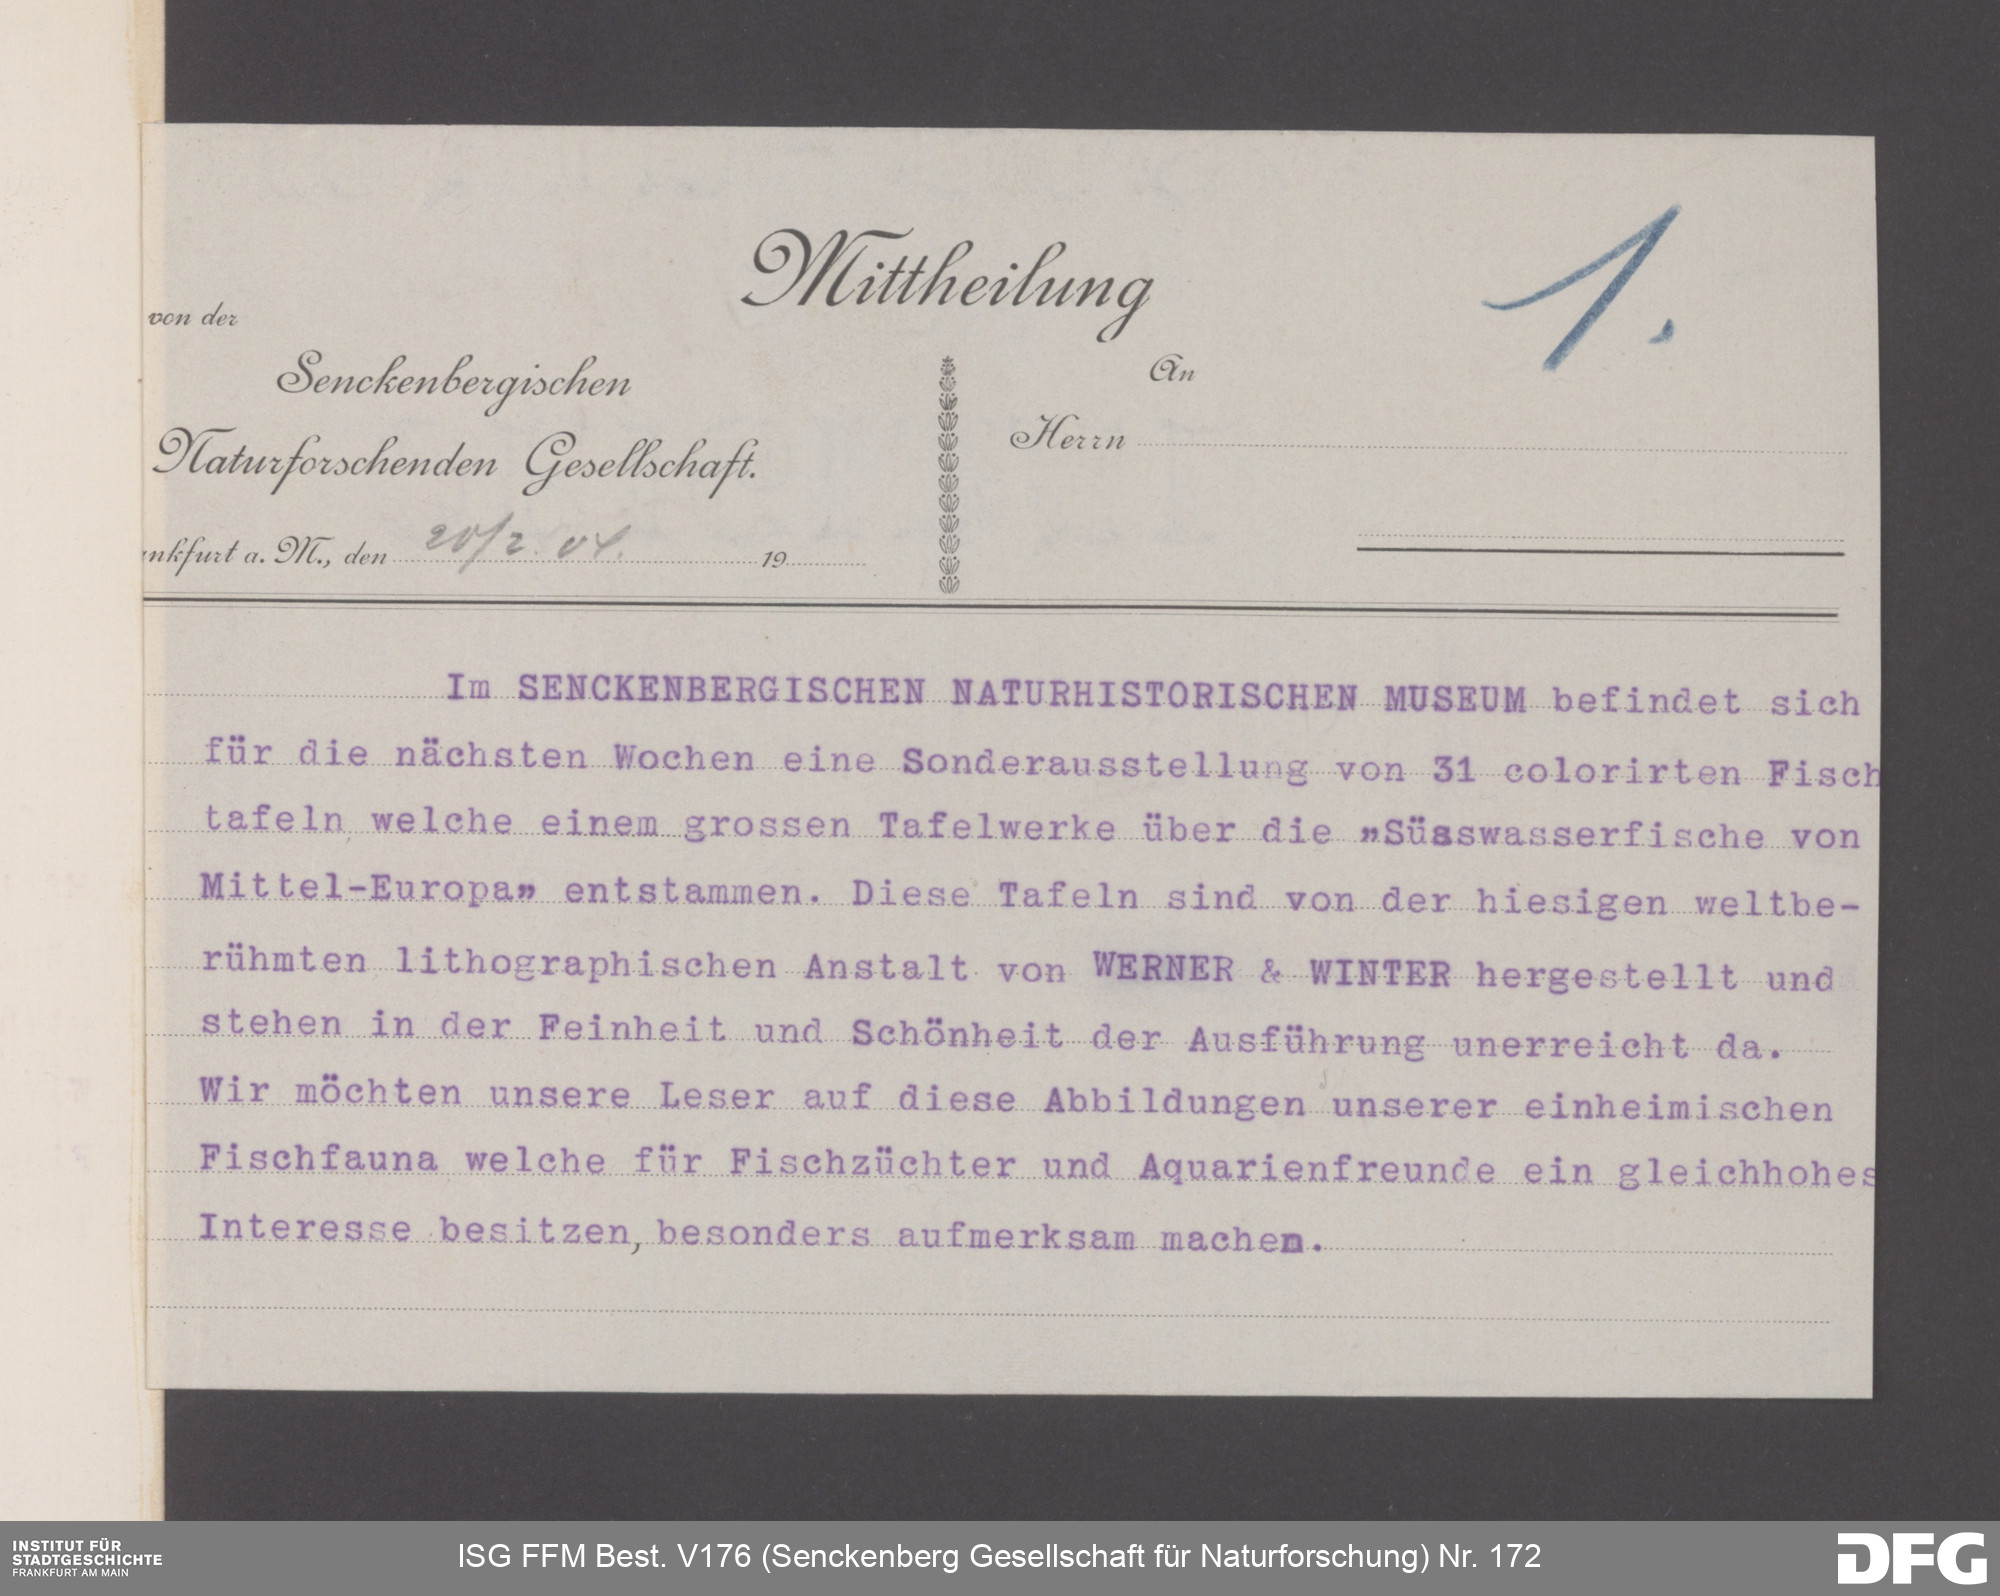 Mittheilung
1.
von der
Senckenbergischen
Naturforschenden Gesellschaft.
An
Herrn
nkfurt a. M., den 20/2. 04. 19
Im SENCKENBERGISCHEN NATURHISTORISCHEN MUSEUM befindet sich
für die nächsten Wochen eine Sonderausstellung von 31 colorirten Fisch
tafeln welche einem grossen Tafelwerke über die „Süsswasserfische von
Mittel-Europa„ entstammen. Diese Tafeln sind von der hiesigen weltbe-
rühmten lithographischen Anstalt von WERNER & WINTER hergestellt und
stehen in der Feinheit und Schönheit der Ausführung unerreicht da.
Wir möchten unsere Leser auf diese Abbildungen unserer einheimischen
Fischfauna welche für Fischzüchter und Aquarienfreunde ein gleichhohes
Interesse besitzen, besonders aufmerksam machen.
INSTITUT FÜR
STADTGESCHICHTE
FRANKFURT AM MAIN
ISG FFM Best. V176 (Senckenberg Gesellschaft für Naturforschung) Nr. 172
DFG